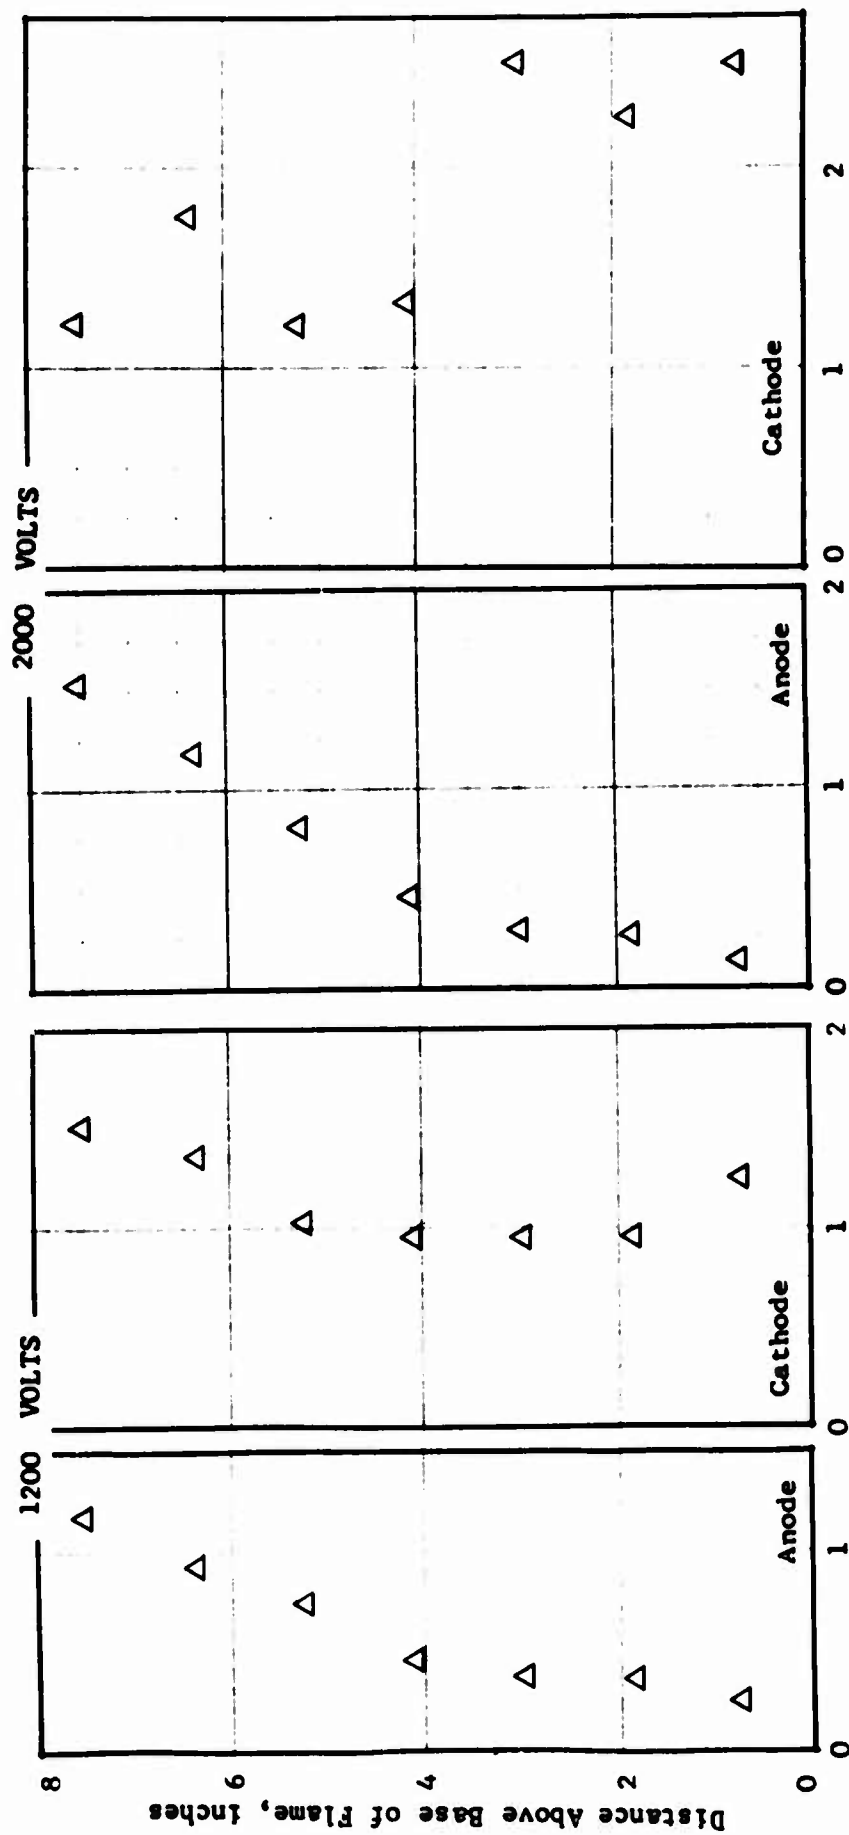 1200 VOLTS
2000 VOLTS
8
6
4
2
0
Distance Above Base of Flame, inches
Anode
Cathode
Anode
Cathode
0 1
0 1 2
0 1 2
0 1 2